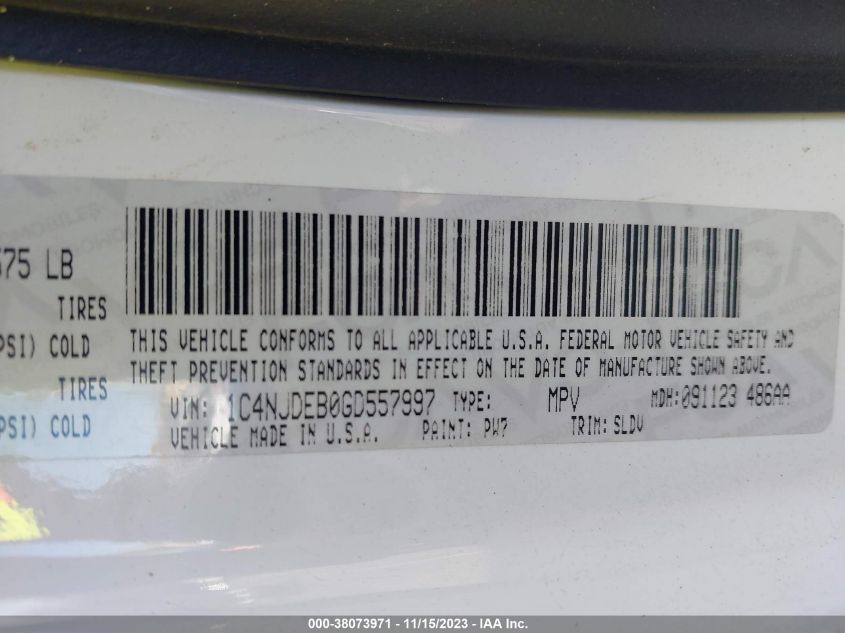 575 LB
TIRES
PSI) COLD
TIRES
PSI) COLD
THIS VEHICLE CONFORMS TO ALL APPLICABLE U.S.A. FEDERAL MOTOR VEHICLE SAFETY AND
THEFT PREVENTION STANDARDS IN EFFECT ON THE DATE OF MANUFACTURE SHOWN ABOVE.
VIN: 1C4NJDEB0GD557997 TYPE: MPV MDH:091123 486AA
VEHICLE MADE IN U.S.A. PAINT: PW7 TRIM: SLDV
000-38073971 - 11/15/2023 - IAA Inc.